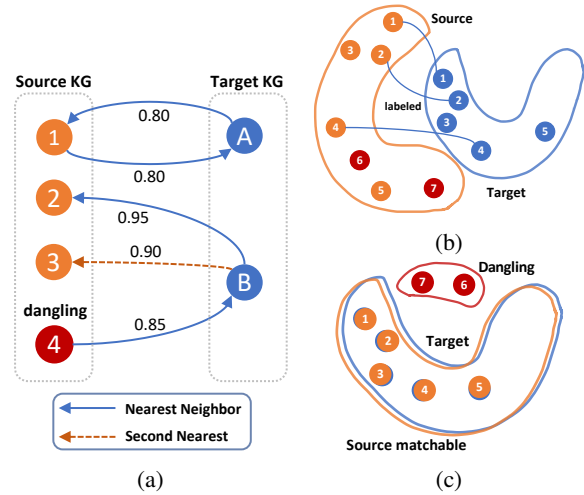 Source KG
Target KG
0.80
1
A
0.80
2
0.95
0.90
3
B
dangling
4
0.85
Nearest Neighbor
Second Nearest
(a)
Source
1
3
2
1
2
labeled
3
4
4
5
6
5
7
Target
(b)
Dangling
7
6
1
Target
2
3
4
5
Source matchable
(c)